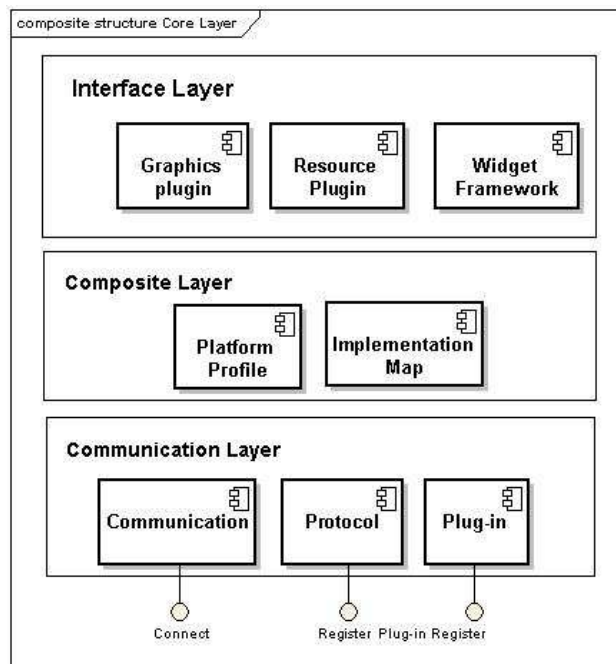 composite structure Core Layer
Interface Layer
Graphics
plugin
Resource
Plugin
Widget
Framework
Composite Layer
Platform
Profile
Implementation
Map
Communication Layer
Communication
Protocol
Plug-in
Connect
Register
Plug-in Register